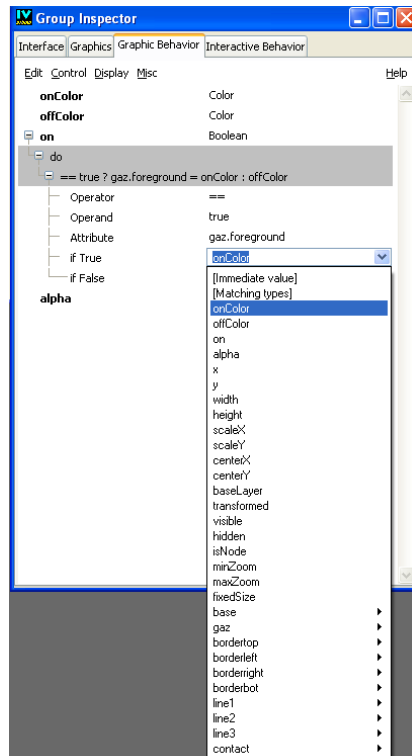 Group Inspector
Interface Graphics Graphic Behavior Interactive Behavior
Edit Control Display Misc Help
onColor Color
offColor Color
on Boolean
do
== true ? gaz.foreground = onColor : offColor
Operator ==
Operand true
Attribute gaz.foreground
if True onColor
if False
alpha
[Immediate value]
[Matching types]
onColor
offColor
on
alpha
x
y
width
height
scaleX
scaleY
centerX
centerY
baseLayer
transformed
visible
hidden
isNode
minZoom
maxZoom
fixedSize
base
gaz
bordertop
borderleft
borderright
borderbot
line1
line2
line3
contact